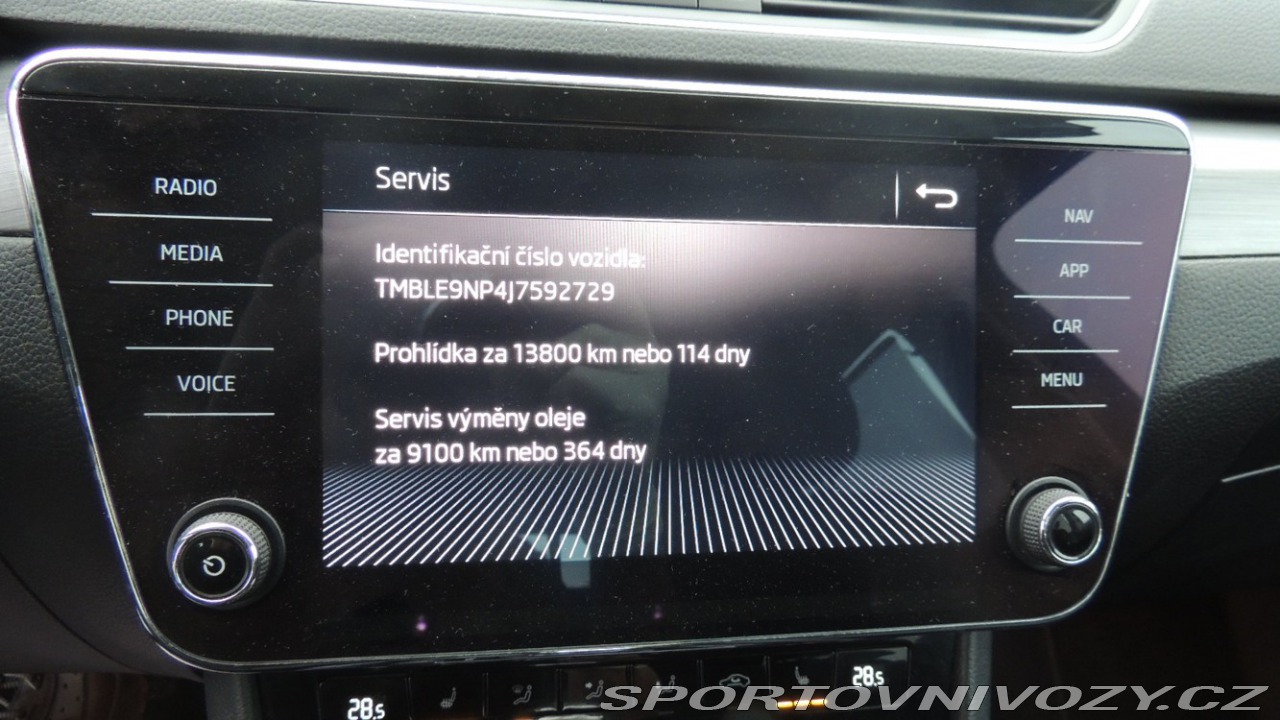 Servis
RADIO
MEDIA
PHONE
VOICE
Identifikační číslo vozidla:
TMBLE9NP4J7592729
Prohlídka za 13800 km nebo 114 dny
Servis výměny oleje
za 9100 km nebo 364 dny
NAV
APP
CAR
MENU
28.5
28.5
SPORTOVNIVOZY.CZ